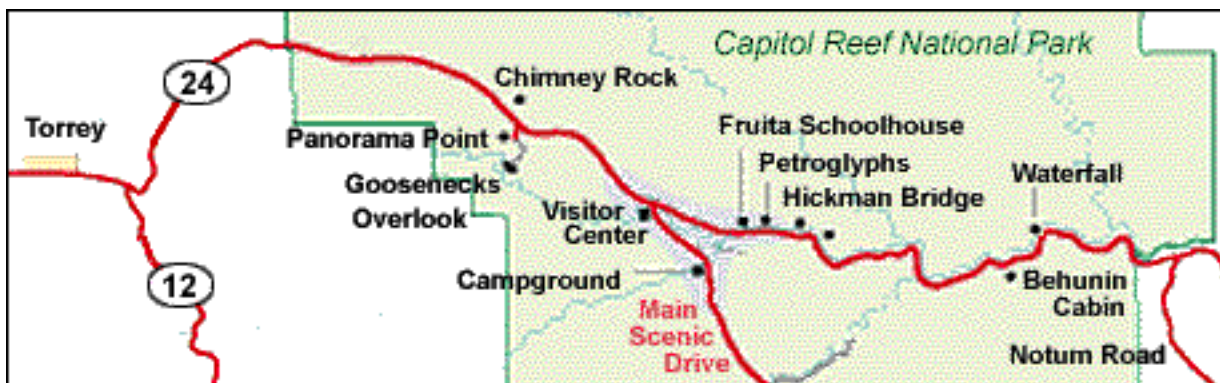 Capitol Reef National Park
24
Chimney Rock
Torrey
Panorama Point
Fruita Schoolhouse
Petroglyphs
Goosenecks
Overlook
Hickman Bridge
Waterfall
Visitor
Center
Campground
12
Main
Scenic
Drive
Behunin
Cabin
Notum Road